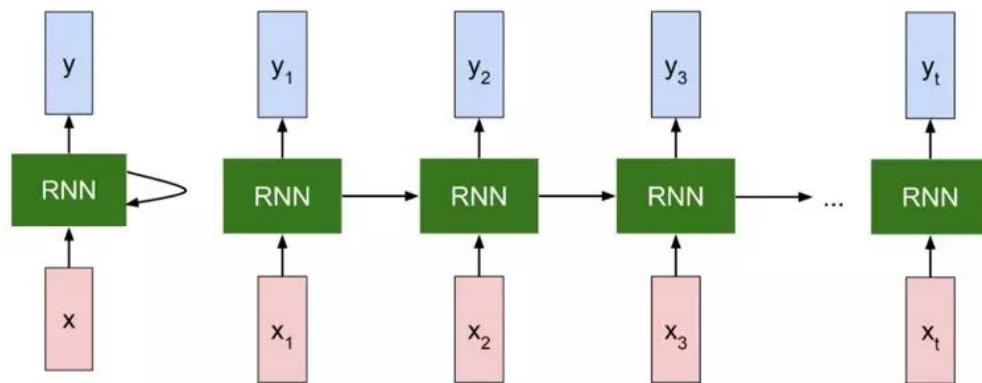 y y₁ y₂ y₃ yₜ
RNN RNN RNN RNN ... RNN
x x₁ x₂ x₃ xₜ